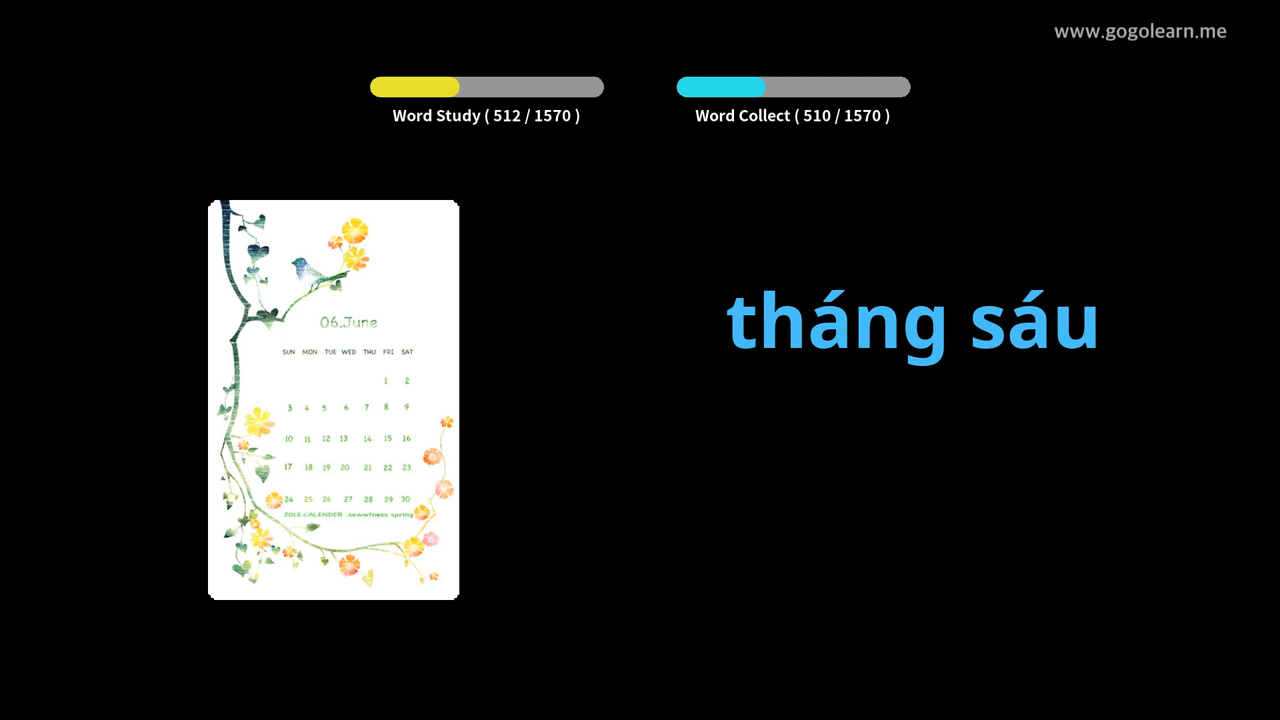 www.gogolearn.me
Word Study ( 512 / 1570 )
Word Collect ( 510 / 1570 )
06.June
SUN MON TUE WED THU FRI SAT
1 2
3 4 5 6 7 8 9
10 11 12 13 14 15 16
17 18 19 20 21 22 23
24 25 26 27 28 29 30
2012.CALENDER .sewwtness spring
tháng sáu